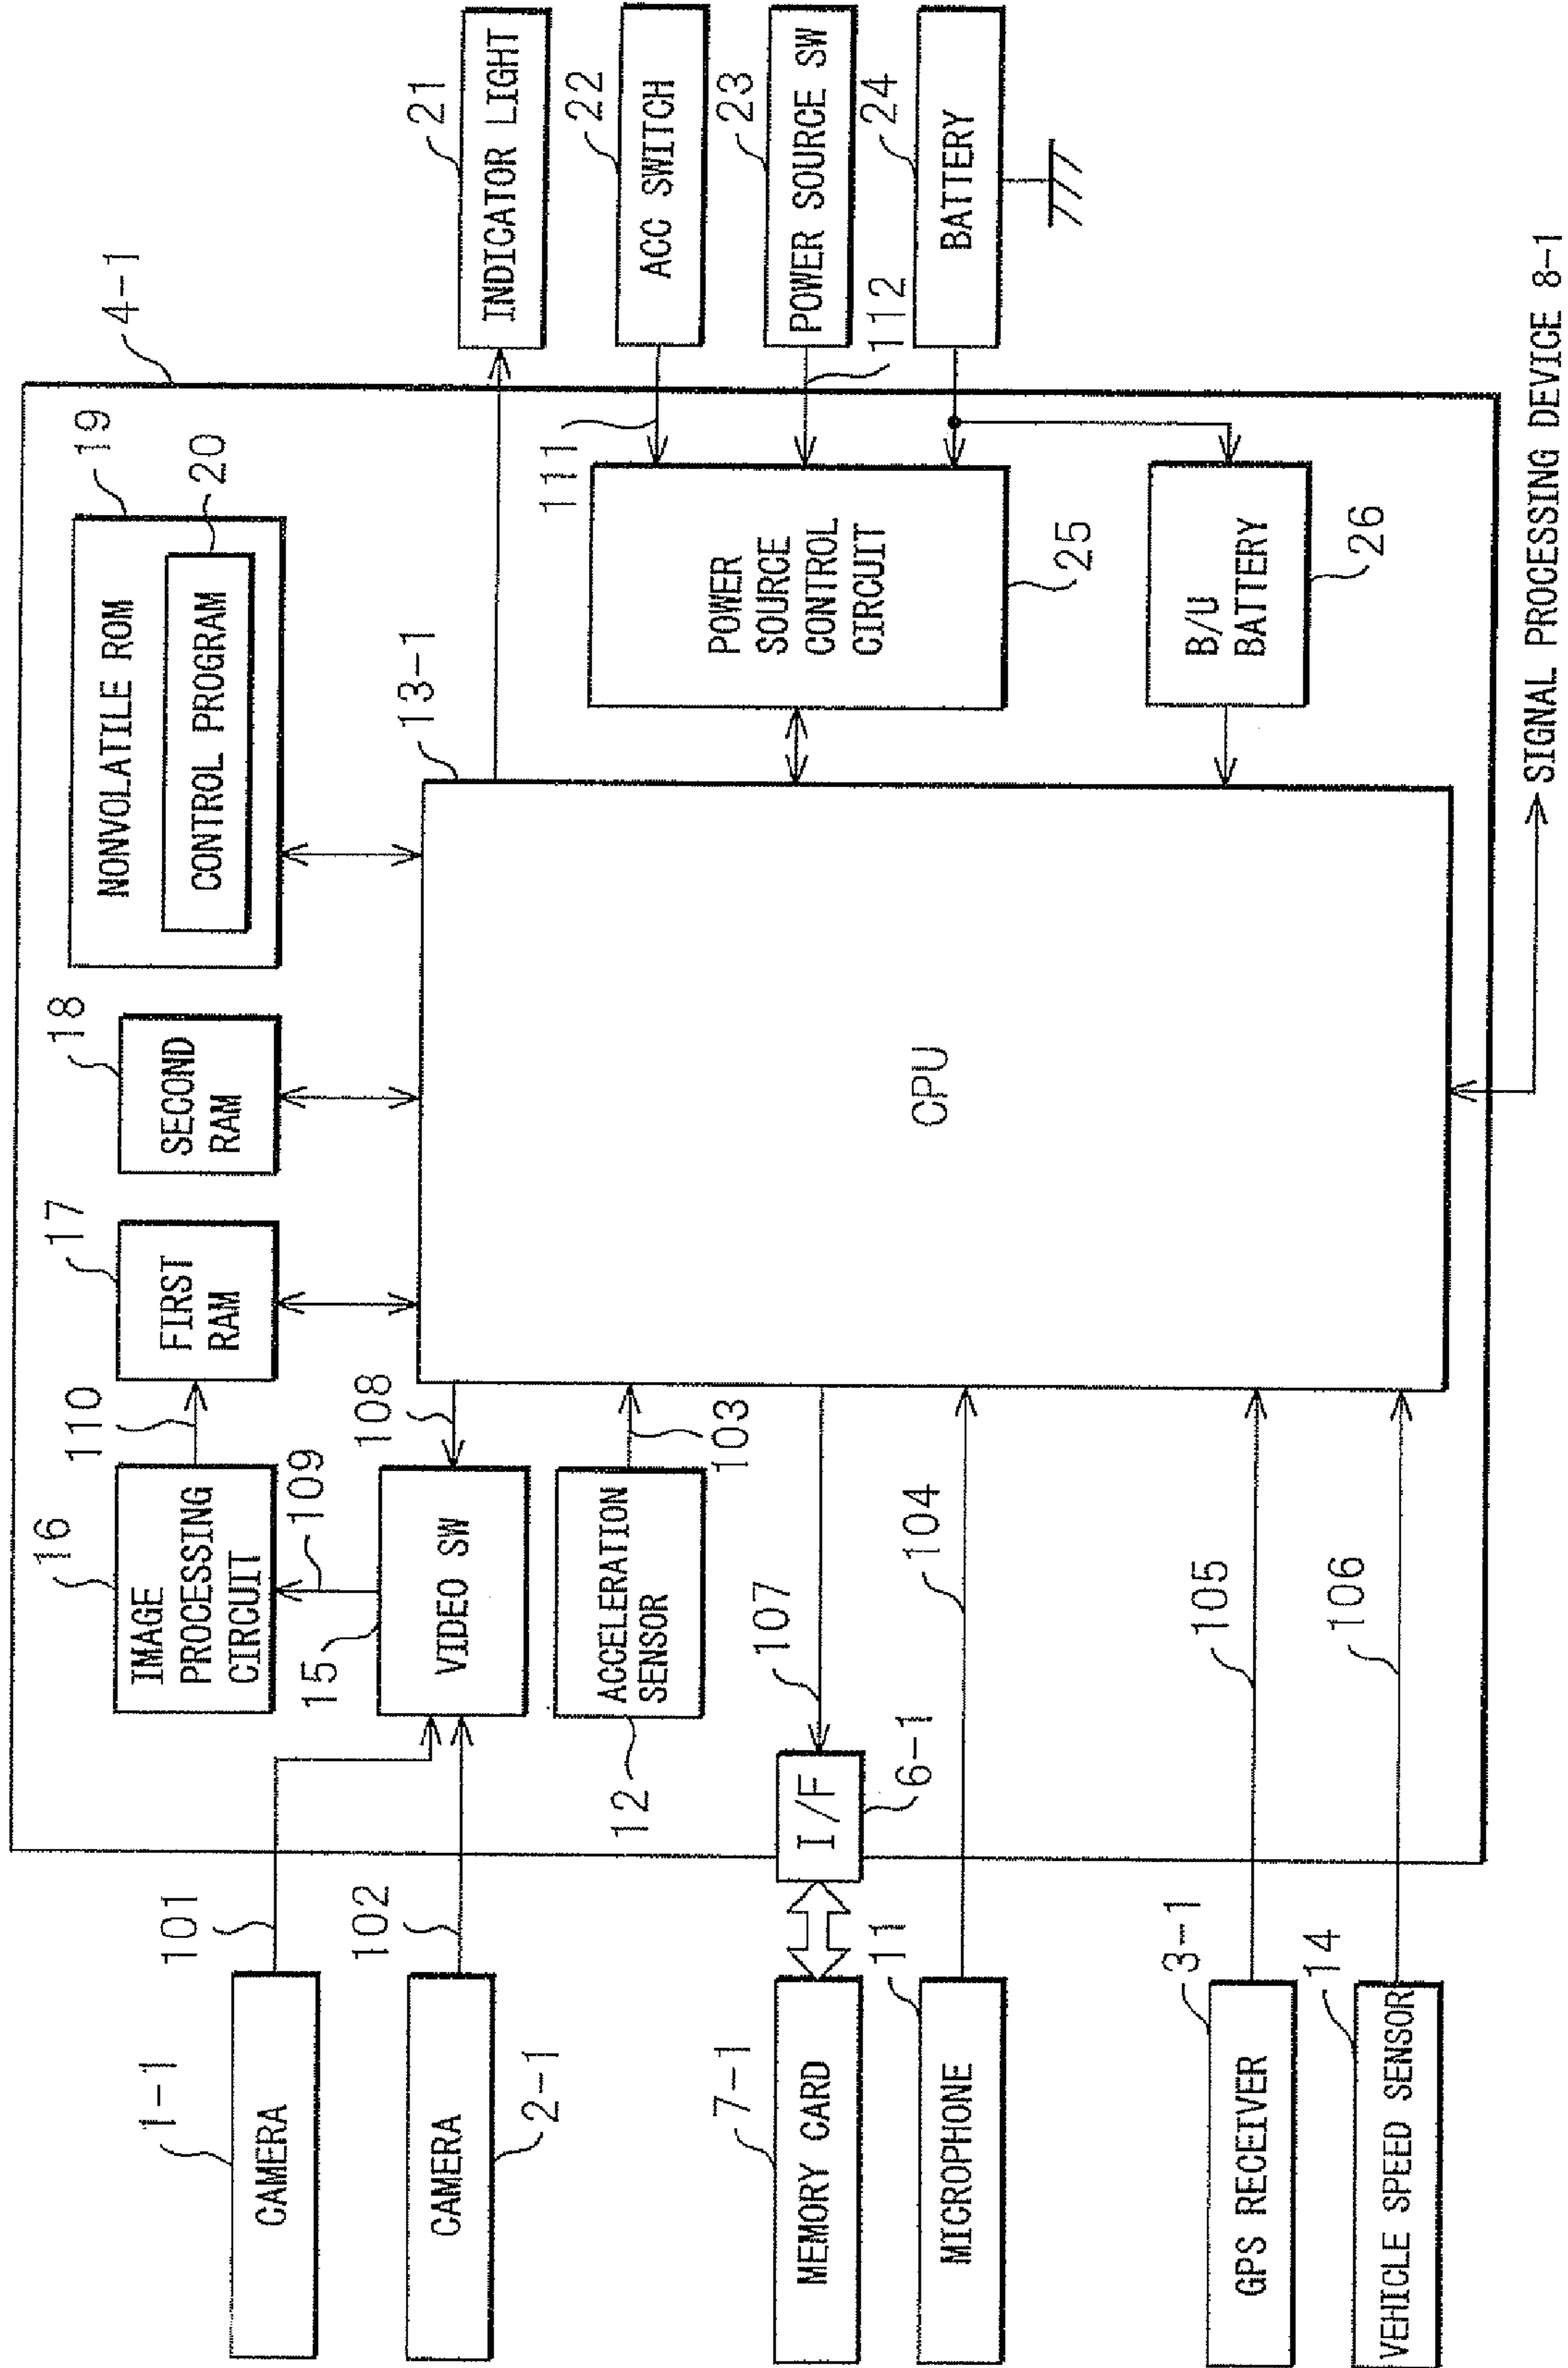 4-1
1-1
CAMERA
101
CAMERA
2-1
102
7-1
MEMORY CARD
I/F
6-1
107
MICROPHONE
11
104
GPS RECEIVER
3-1
105
VEHICLE SPEED SENSOR
14
106
16
IMAGE
PROCESSING
CIRCUIT
110
109
15
VIDEO SW
108
12
ACCELERATION
SENSOR
103
17
FIRST
RAM
18
SECOND
RAM
19
NONVOLATILE ROM
20
CONTROL PROGRAM
13-1
CPU
POWER
SOURCE
CONTROL
CIRCUIT
25
111
B/U
BATTERY
26
21
INDICATOR LIGHT
22
ACC SWITCH
23
POWER SOURCE SW
112
24
BATTERY
SIGNAL PROCESSING DEVICE 8-1